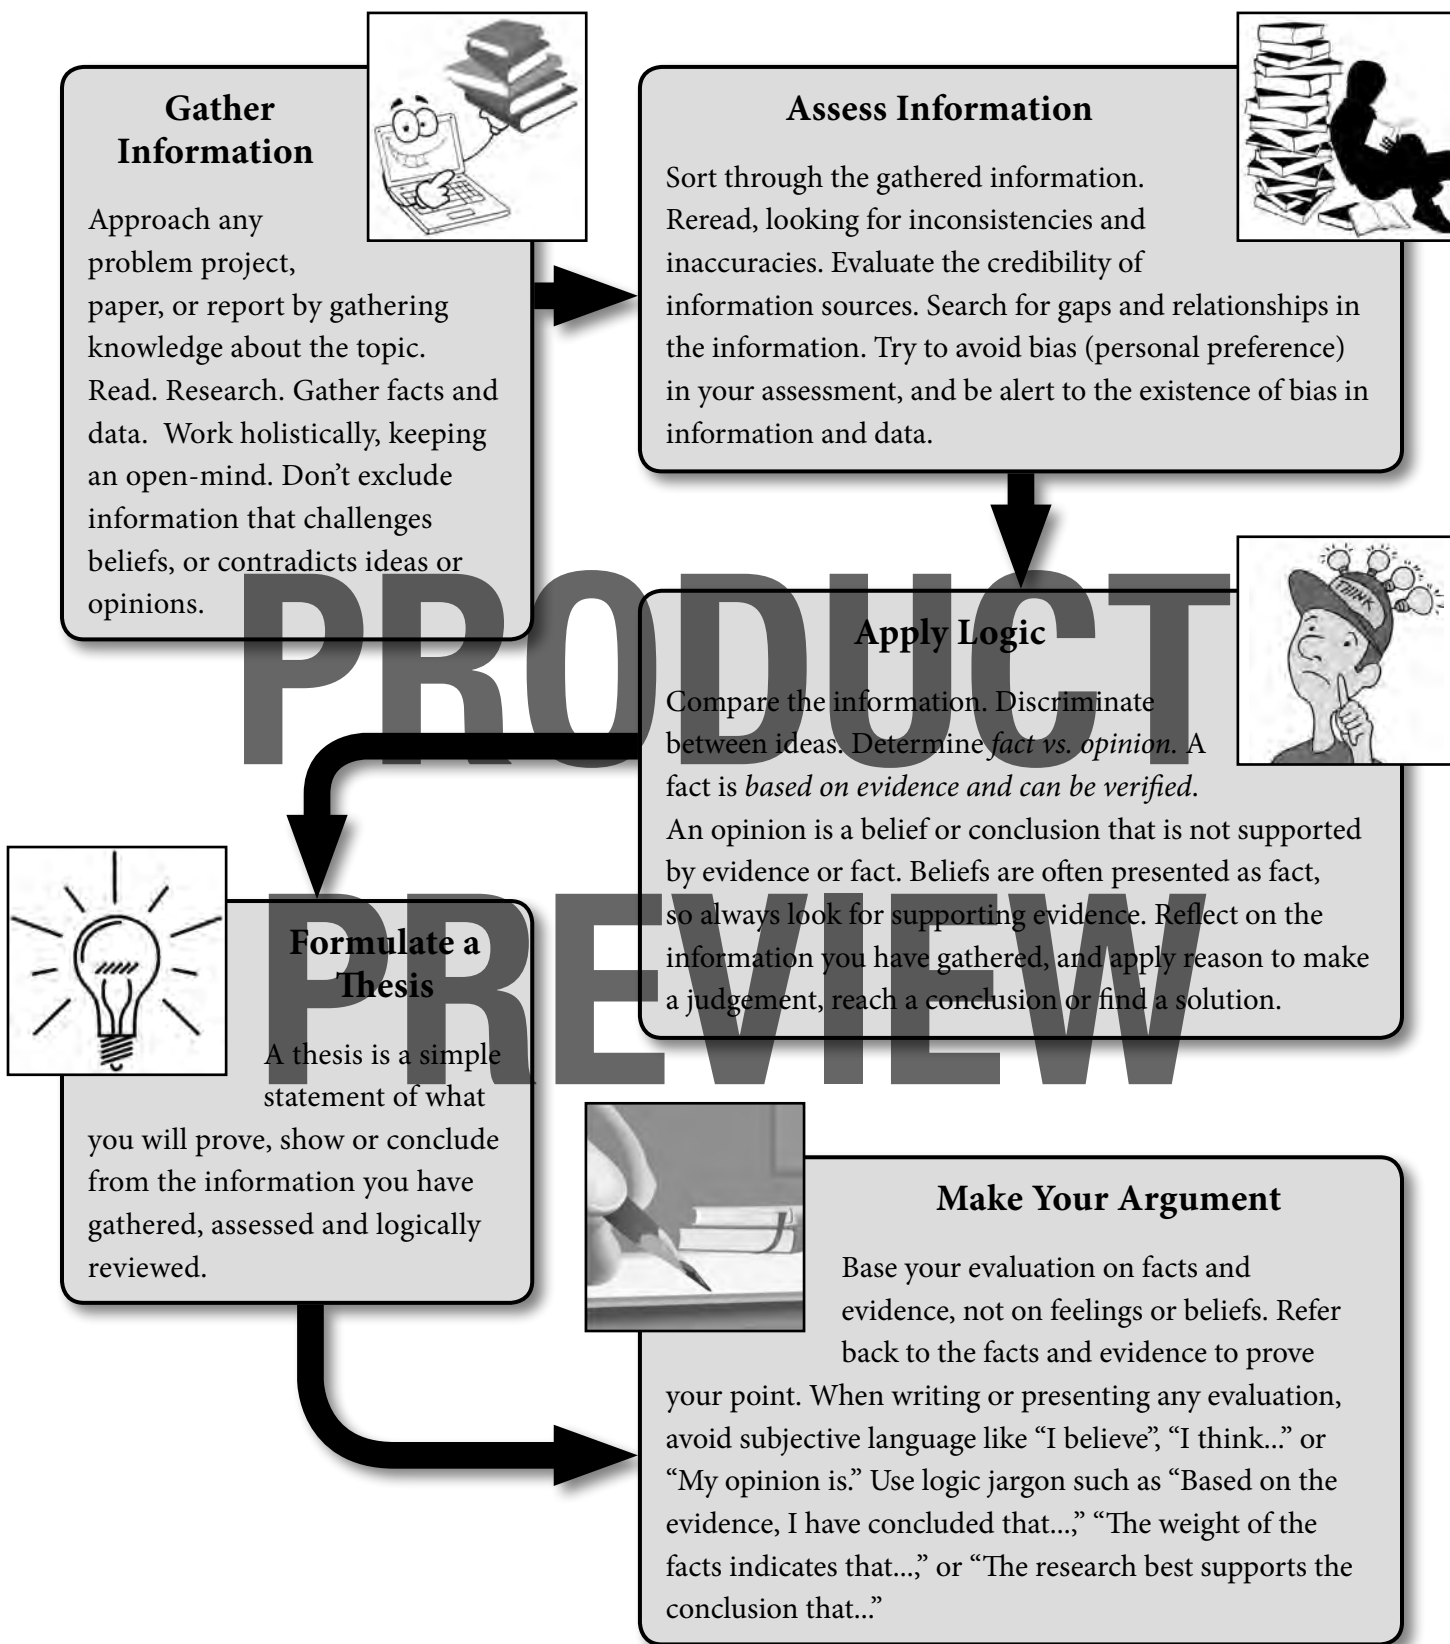 Gather
Information
Approach any
problem project,
paper, or report by gathering
knowledge about the topic.
Read. Research. Gather facts and
data.  Work holistically, keeping
an open-mind. Don’t exclude
information that challenges
beliefs, or contradicts ideas or
opinions.
Assess Information
Sort through the gathered information.
Reread, looking for inconsistencies and
inaccuracies. Evaluate the credibility of
information sources. Search for gaps and relationships in
the information. Try to avoid bias (personal preference)
in your assessment, and be alert to the existence of bias in
information and data.
THINK
Apply Logic
Compare the information. Discriminate
between ideas. Determine fact vs. opinion. A
fact is based on evidence and can be verified.
An opinion is a belief or conclusion that is not supported
by evidence or fact. Beliefs are often presented as fact,
so always look for supporting evidence. Reflect on the
information you have gathered, and apply reason to make
a judgement, reach a conclusion or find a solution.
PRODUCT
PREVIEW
Formulate a
Thesis
A thesis is a simple
statement of what
you will prove, show or conclude
from the information you have
gathered, assessed and logically
reviewed.
Make Your Argument
Base your evaluation on facts and
evidence, not on feelings or beliefs. Refer
back to the facts and evidence to prove
your point. When writing or presenting any evaluation,
avoid subjective language like “I believe”, “I think...” or
“My opinion is.” Use logic jargon such as “Based on the
evidence, I have concluded that...,” “The weight of the
facts indicates that...,” or “The research best supports the
conclusion that...”